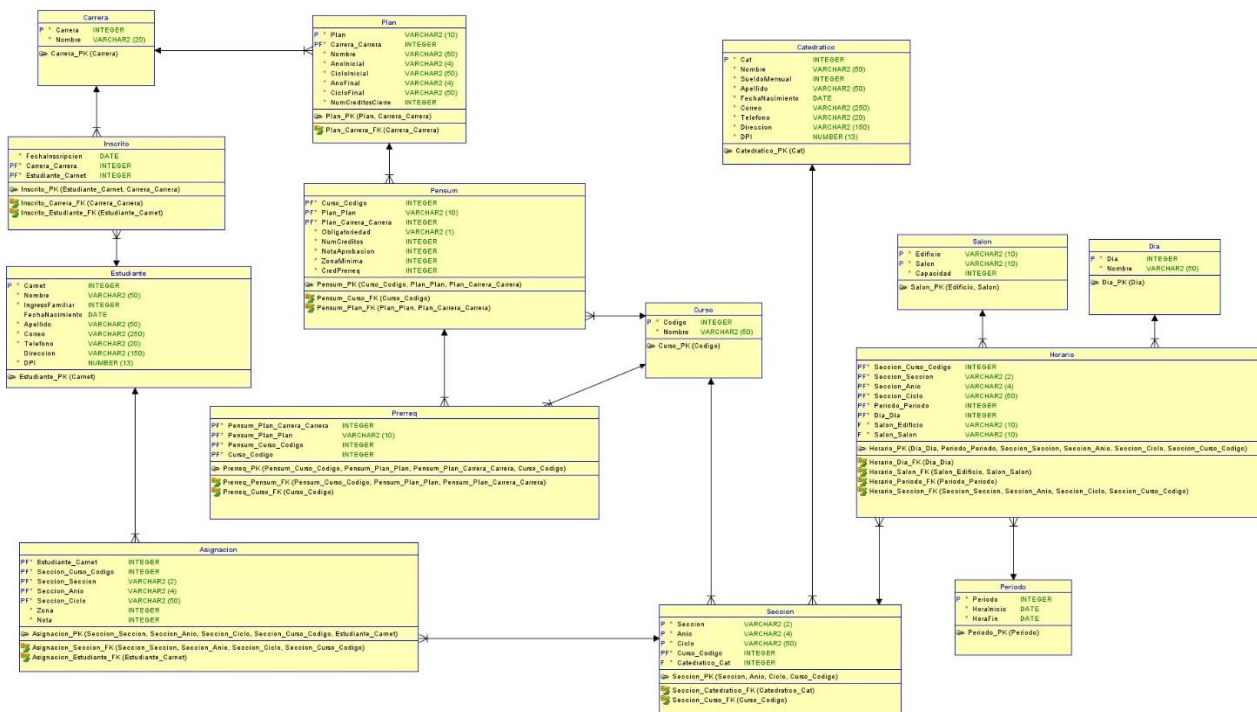 Carrera
P * Carrera INTEGER
* Nombre VARCHAR2 (20)
Carrera_PK (Carrera)
Plan
P * Plan VARCHAR2 (10)
PF* Carrera_Carrera INTEGER
* Nombre VARCHAR2 (50)
* AnoInicial VARCHAR2 (4)
* CicloInicial VARCHAR2 (50)
* AnoFinal VARCHAR2 (4)
* CicloFinal VARCHAR2 (50)
* NumCreditosCierre INTEGER
Plan_PK (Plan, Carrera_Carrera)
Plan_Carrera_FK (Carrera_Carrera)
Catedratico
P * Cat INTEGER
* Nombre VARCHAR2 (50)
* SueldoMensual INTEGER
* Apellido VARCHAR2 (50)
* FechaNacimiento DATE
* Correo VARCHAR2 (250)
* Telefono VARCHAR2 (20)
* Direccion VARCHAR2 (150)
* DPI NUMBER (13)
Catedratico_PK (Cat)
Inscrito
* FechaInscripcion DATE
PF* Carrera_Carrera INTEGER
PF* Estudiante_Carnet INTEGER
Inscrito_PK (Estudiante_Carnet, Carrera_Carrera)
Inscrito_Carrera_FK (Carrera_Carrera)
Inscrito_Estudiante_FK (Estudiante_Carnet)
Pensum
PF* Curso_Codigo INTEGER
PF* Plan_Plan VARCHAR2 (10)
PF* Plan_Carrera_Carrera INTEGER
* Obligatoriedad VARCHAR2 (1)
* NumCreditos INTEGER
* NotaAprobacion INTEGER
* ZonaMinima INTEGER
* CredPrerreq INTEGER
Pensum_PK (Curso_Codigo, Plan_Plan, Plan_Carrera_Carrera)
Pensum_Curso_FK (Curso_Codigo)
Pensum_Plan_FK (Plan_Plan, Plan_Carrera_Carrera)
Salon
P * Edificio VARCHAR2 (10)
P * Salon VARCHAR2 (10)
* Capacidad INTEGER
Salon_PK (Edificio, Salon)
Dia
P * Dia INTEGER
* Nombre VARCHAR2 (50)
Dia_PK (Dia)
Estudiante
P * Carnet INTEGER
* Nombre VARCHAR2 (50)
* IngresoFamiliar INTEGER
FechaNacimiento DATE
* Apellido VARCHAR2 (50)
* Correo VARCHAR2 (250)
* Telefono VARCHAR2 (20)
Direccion VARCHAR2 (150)
* DPI NUMBER (13)
Estudiante_PK (Carnet)
Curso
P * Codigo INTEGER
* Nombre VARCHAR2 (50)
Curso_PK (Codigo)
Horario
PF* Seccion_Curso_Codigo INTEGER
PF* Seccion_Seccion VARCHAR2 (2)
PF* Seccion_Anio VARCHAR2 (4)
PF* Seccion_Ciclo VARCHAR2 (50)
PF* Periodo_Periodo INTEGER
PF* Dia_Dia INTEGER
F * Salon_Edificio VARCHAR2 (10)
F * Salon_Salon VARCHAR2 (10)
Horario_PK (Dia_Dia, Periodo_Periodo, Seccion_Seccion, Seccion_Anio, Seccion_Ciclo, Seccion_Curso_Codigo)
Horario_Dia_FK (Dia_Dia)
Horario_Salon_FK (Salon_Edificio, Salon_Salon)
Horario_Periodo_FK (Periodo_Periodo)
Horario_Seccion_FK (Seccion_Seccion, Seccion_Anio, Seccion_Ciclo, Seccion_Curso_Codigo)
Prerreq
PF* Pensum_Plan_Carrera_Carrera INTEGER
PF* Pensum_Plan_Plan VARCHAR2 (10)
PF* Pensum_Curso_Codigo INTEGER
PF* Curso_Codigo INTEGER
Prerreq_PK (Pensum_Curso_Codigo, Pensum_Plan_Plan, Pensum_Plan_Carrera_Carrera, Curso_Codigo)
Prerreq_Pensum_FK (Pensum_Curso_Codigo, Pensum_Plan_Plan, Pensum_Plan_Carrera_Carrera)
Prerreq_Curso_FK (Curso_Codigo)
Asignacion
PF* Estudiante_Carnet INTEGER
PF* Seccion_Curso_Codigo INTEGER
PF* Seccion_Seccion VARCHAR2 (2)
PF* Seccion_Anio VARCHAR2 (4)
PF* Seccion_Ciclo VARCHAR2 (50)
* Zona INTEGER
* Nota INTEGER
Asignacion_PK (Seccion_Seccion, Seccion_Anio, Seccion_Ciclo, Seccion_Curso_Codigo, Estudiante_Carnet)
Asignacion_Seccion_FK (Seccion_Seccion, Seccion_Anio, Seccion_Ciclo, Seccion_Curso_Codigo)
Asignacion_Estudiante_FK (Estudiante_Carnet)
Periodo
P * Periodo INTEGER
* HoraInicio DATE
* HoraFin DATE
Periodo_PK (Periodo)
Seccion
P * Seccion VARCHAR2 (2)
P * Anio VARCHAR2 (4)
P * Ciclo VARCHAR2 (50)
PF* Curso_Codigo INTEGER
F * Catedratico_Cat INTEGER
Seccion_PK (Seccion, Anio, Ciclo, Curso_Codigo)
Seccion_Catedratico_FK (Catedratico_Cat)
Seccion_Curso_FK (Curso_Codigo)